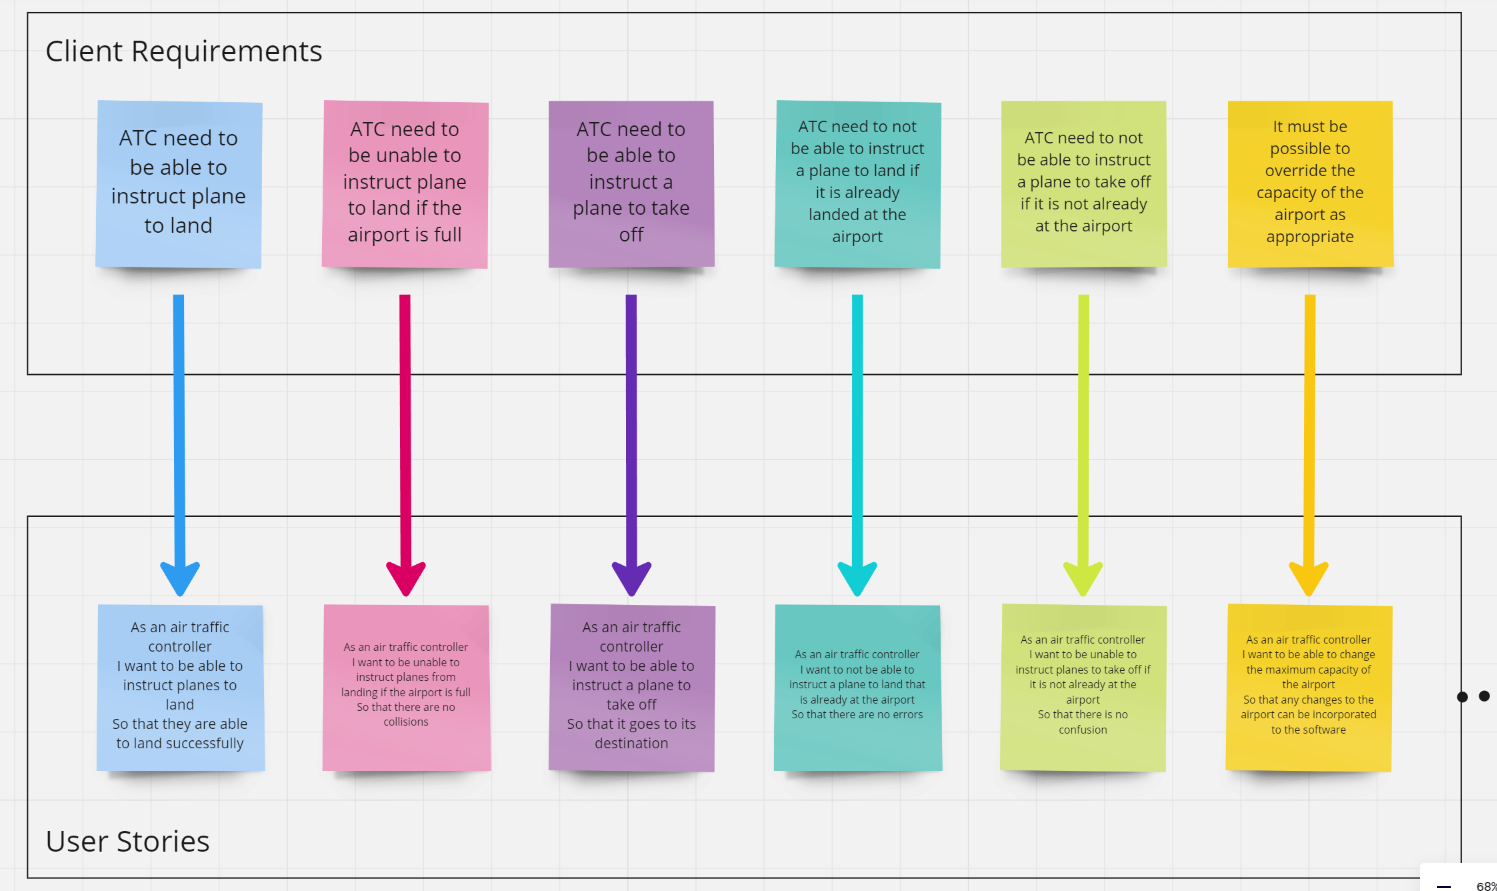 Client Requirements
ATC need to
be able to
instruct plane
to land
ATC need to
be unable to
instruct plane
to land if the
airport is full
ATC need to
be able to
instruct a
plane to take
off
ATC need to not
be able to instruct
a plane to land if
it is already
landed at the
airport
ATC need to not
be able to instruct
a plane to take off
if it is not already
at the airport
It must be
possible to
override the
capacity of the
airport as
appropriate
As an air traffic
controller
I want to be able to
instruct planes to
land
So that they are able
to land successfully
As an air traffic controller
I want to be unable to
instruct planes from
landing if the airport is full
So that there are no
collisions
As an air traffic
controller
I want to be able to
instruct a plane to
take off
So that it goes to its
destination
As an air traffic controller
I want to not be able to
instruct a plane to land that
is already at the airport
So that there are no errors
As an air traffic controller
I want to be unable to
instruct planes to take off if
it is not already at the
airport
So that there is no
confusion
As an air traffic controller
I want to be able to change
the maximum capacity of
the airport
So that any changes to the
airport can be incorporated
to the software
User Stories
68%